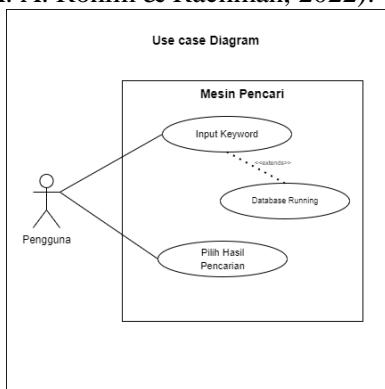 Use case Diagram
Mesin Pencari
Input Keyword
<<extends>>
Database Running
Pengguna
Pilih Hasil
Pencarian